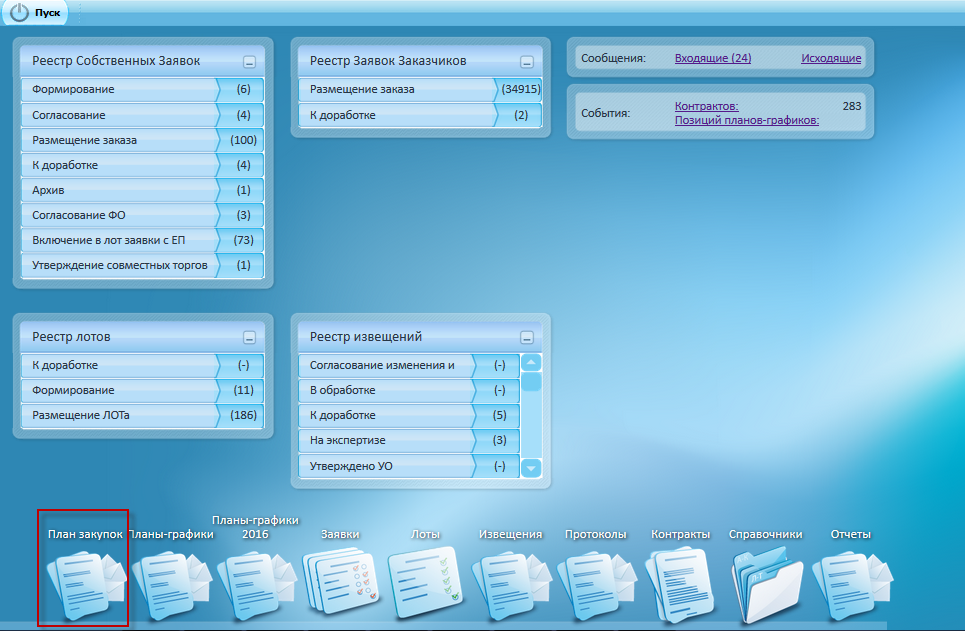 Пуск
Реестр Собственных Заявок
Формирование (6)
Согласование (4)
Размещение заказа (100)
К доработке (4)
Архив (1)
Согласование ФО (3)
Включение в лот заявки с ЕП (73)
Утверждение совместных торгов (1)
Реестр Заявок Заказчиков
Размещение заказа (34915)
К доработке (2)
Сообщения: Входящие (24) Исходящие
События: Контрактов: 283
Позиций планов-графиков:
Реестр лотов
К доработке (-)
Формирование (11)
Размещение ЛОТа (186)
Реестр извещений
Согласование изменения и (-)
В обработке (-)
К доработке (5)
На экспертизе (3)
Утверждено УО (-)
План закупок
Планы-графики
Планы-графики
2016
Заявки
Лоты
Извещения
Протоколы
Контракты
Справочники
Отчеты